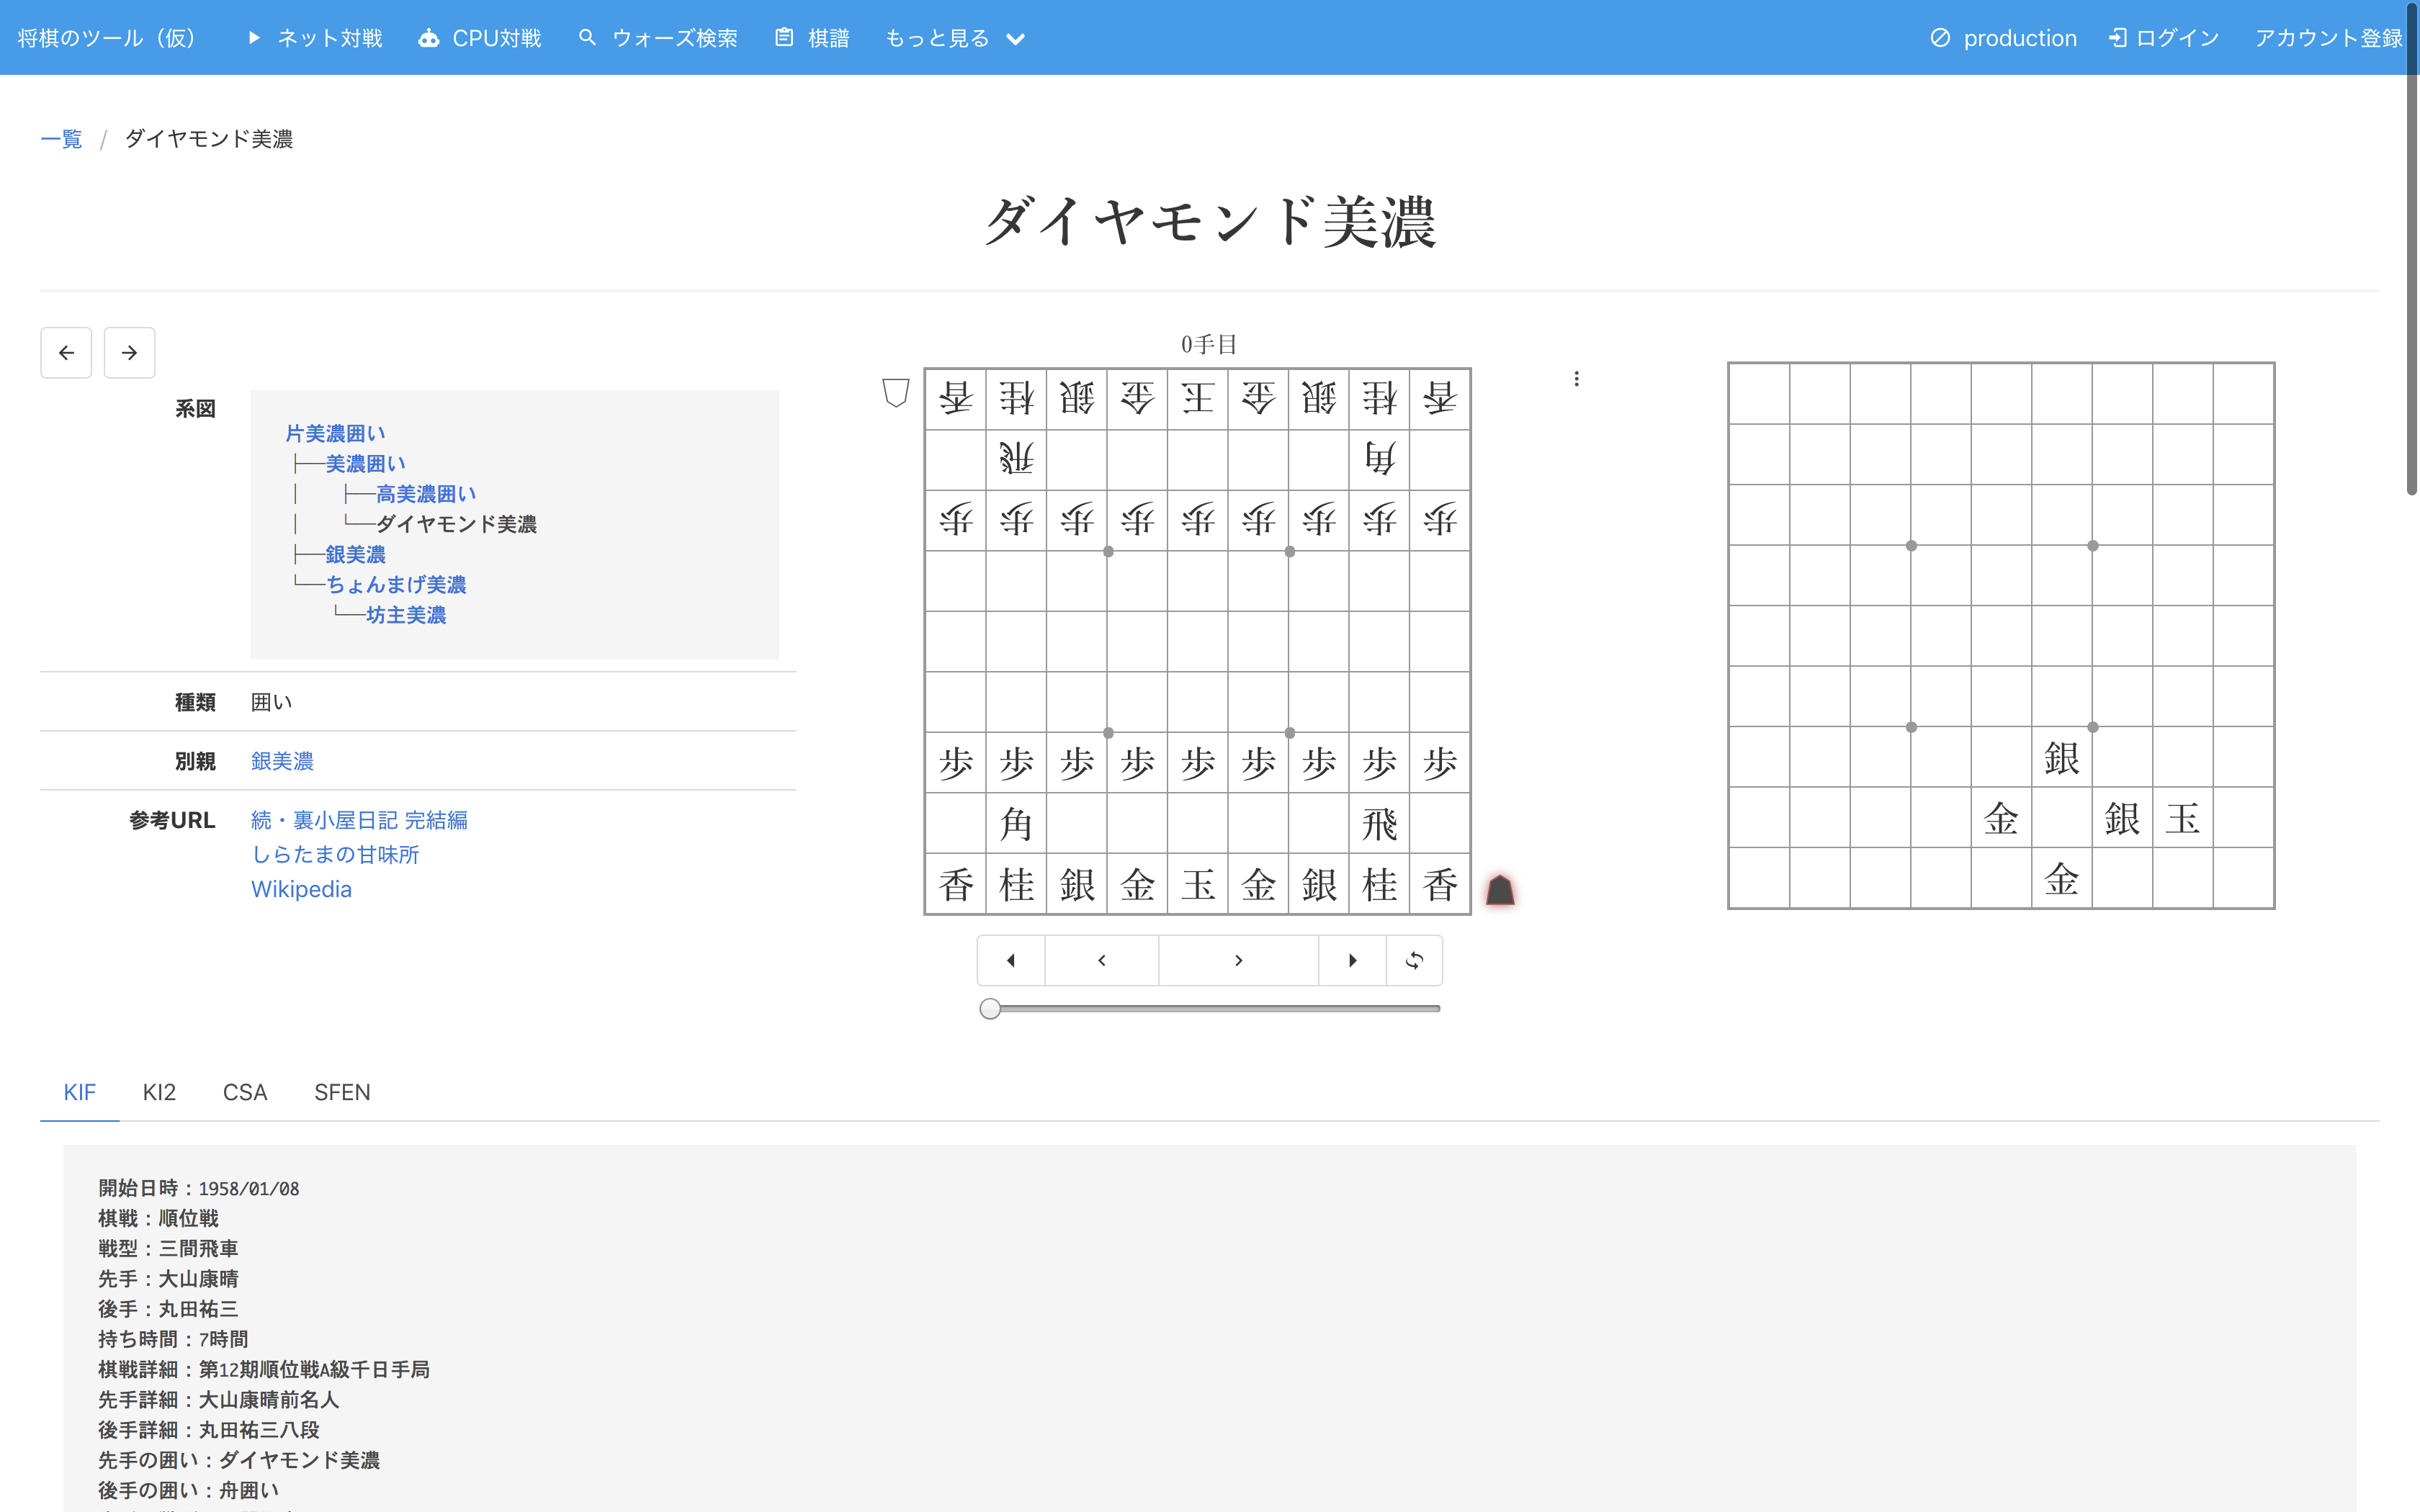 将棋のツール（仮） ネット対戦 CPU対戦 ウォーズ検索 棋譜 もっと見る production ログイン アカウント登録
一覧 / ダイヤモンド美濃
ダイヤモンド美濃
系図
片美濃囲い
├──美濃囲い
│   ├──高美濃囲い
│   └──ダイヤモンド美濃
├──銀美濃
└──ちょんまげ美濃
    └──坊主美濃
種類 囲い
別親 銀美濃
参考URL 続・裏小屋日記 完結編
しらたまの甘味所
Wikipedia
0手目
香 桂 銀 金 王 金 銀 桂 香
飛 角
歩 歩 歩 歩 歩 歩 歩 歩 歩
歩 歩 歩 歩 歩 歩 歩 歩 歩
角 飛
香 桂 銀 金 玉 金 銀 桂 香
銀
金 銀 玉
金
KIF KI2 CSA SFEN
開始日時：1958/01/08
棋戦：順位戦
戦型：三間飛車
先手：大山康晴
後手：丸田祐三
持ち時間：7時間
棋戦詳細：第12期順位戦A級千日手局
先手詳細：大山康晴前名人
後手詳細：丸田祐三八段
先手の囲い：ダイヤモンド美濃
後手の囲い：舟囲い